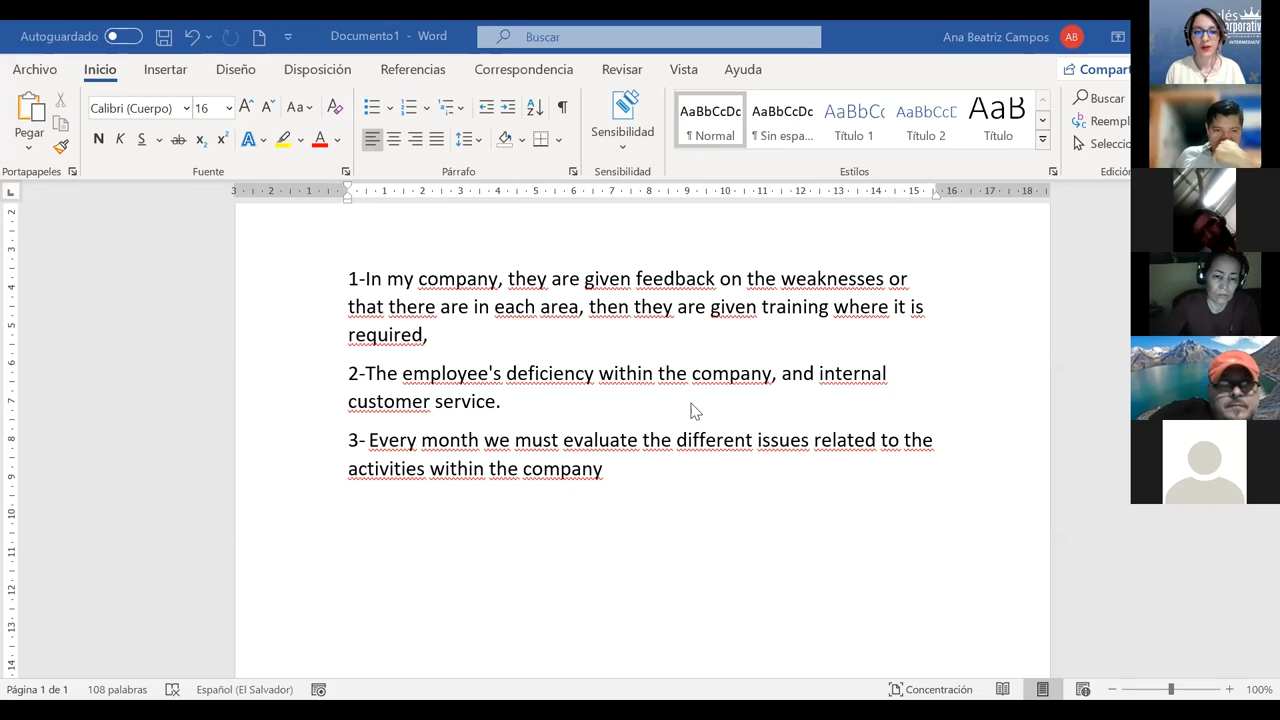 Autoguardado
Documento1 - Word
Buscar
Ana Beatriz Campos
AB
Archivo
Inicio
Insertar
Diseño
Disposición
Referencias
Correspondencia
Revisar
Vista
Ayuda
Pegar
Portapapeles
Calibri (Cuerpo)
16
Fuente
Párrafo
Sensibilidad
Sensibilidad
AaBbCcDc
¶ Normal
AaBbCcDc
¶ Sin espa...
Título 1
Título 2
AaB
Título
Estilos
Buscar
1-In my company, they are given feedback on the weaknesses or
that there are in each area, then they are given training where it is
required,
2-The employee's deficiency within the company, and internal
customer service.
3- Every month we must evaluate the different issues related to the
activities within the company
Página 1 de 1
108 palabras
Español (El Salvador)
Concentración
100%